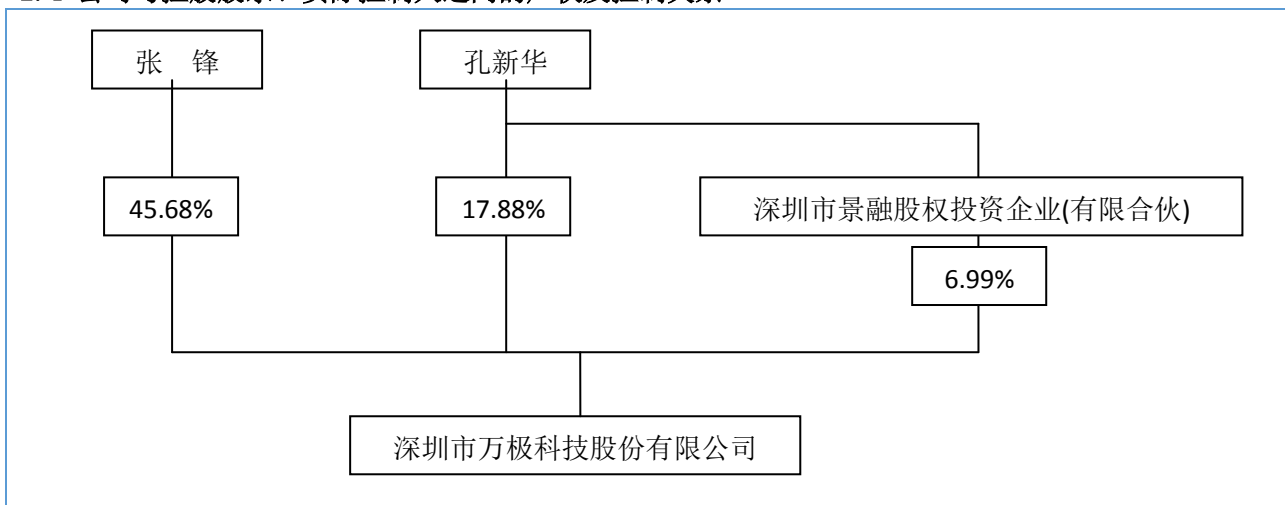 张 锋
孔新华
45.68%
17.88%
深圳市景融股权投资企业(有限合伙)
6.99%
深圳市万极科技股份有限公司